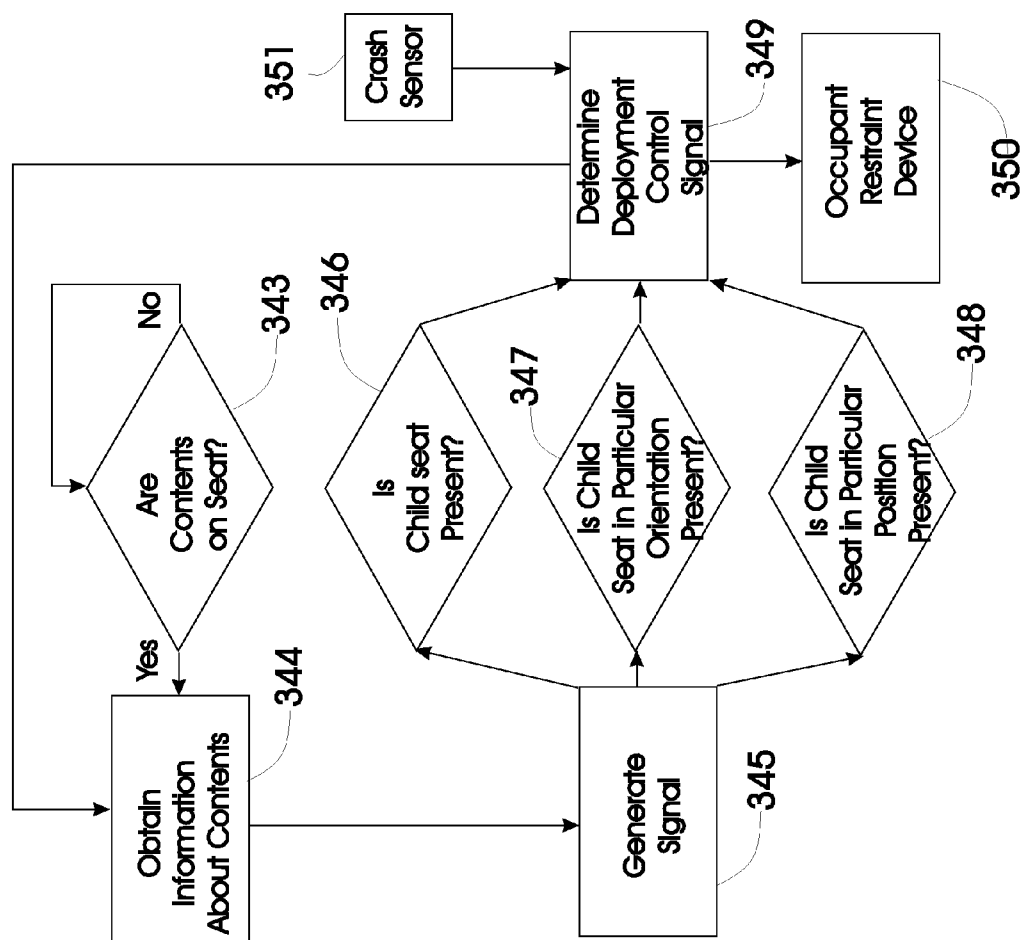 Are
Contents
on Seat?
No
Yes
343
Obtain
Information
About Contents
344
Generate
Signal
345
Is
Child seat
Present?
346
Is Child
Seat in Particular
Orientation
Present?
347
Is Child
Seat in Particular
Position
Present?
348
Determine
Deployment
Control
Signal
349
Crash
Sensor
351
Occupant
Restraint
Device
350